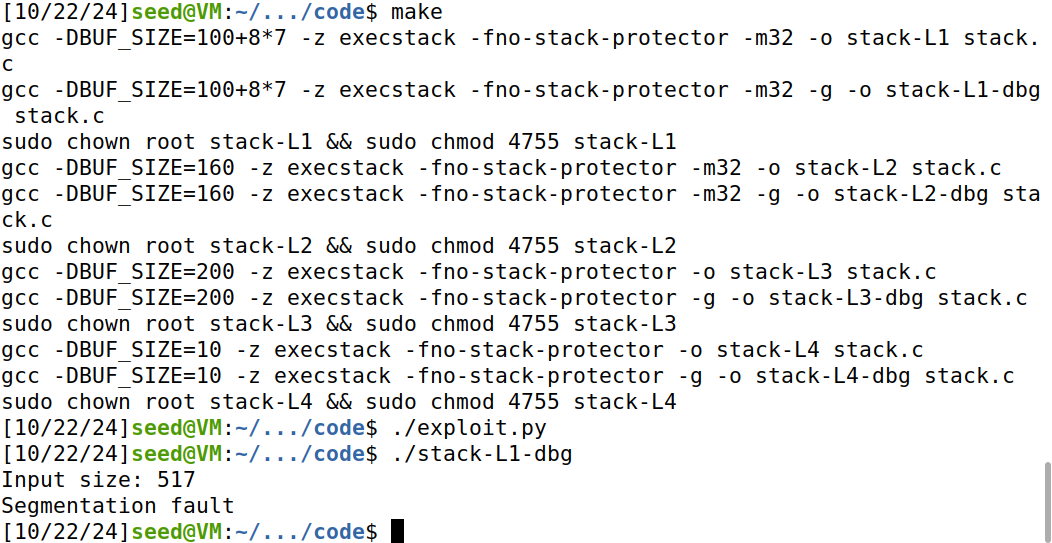 [10/22/24]seed@VM:~/.../code$ make
gcc -DBUF_SIZE=100+8*7 -z execstack -fno-stack-protector -m32 -o stack-L1 stack.
c
gcc -DBUF_SIZE=100+8*7 -z execstack -fno-stack-protector -m32 -g -o stack-L1-dbg
 stack.c
sudo chown root stack-L1 && sudo chmod 4755 stack-L1
gcc -DBUF_SIZE=160 -z execstack -fno-stack-protector -m32 -o stack-L2 stack.c
gcc -DBUF_SIZE=160 -z execstack -fno-stack-protector -m32 -g -o stack-L2-dbg sta
ck.c
sudo chown root stack-L2 && sudo chmod 4755 stack-L2
gcc -DBUF_SIZE=200 -z execstack -fno-stack-protector -o stack-L3 stack.c
gcc -DBUF_SIZE=200 -z execstack -fno-stack-protector -g -o stack-L3-dbg stack.c
sudo chown root stack-L3 && sudo chmod 4755 stack-L3
gcc -DBUF_SIZE=10 -z execstack -fno-stack-protector -o stack-L4 stack.c
gcc -DBUF_SIZE=10 -z execstack -fno-stack-protector -g -o stack-L4-dbg stack.c
sudo chown root stack-L4 && sudo chmod 4755 stack-L4
[10/22/24]seed@VM:~/.../code$ ./exploit.py
[10/22/24]seed@VM:~/.../code$ ./stack-L1-dbg
Input size: 517
Segmentation fault
[10/22/24]seed@VM:~/.../code$